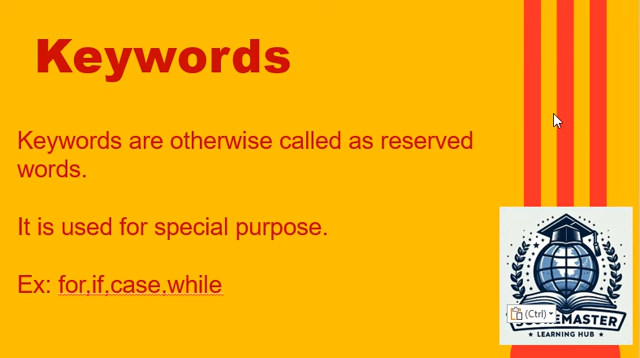 Keywords
Keywords are otherwise called as reserved
words.
It is used for special purpose.
Ex: for,if,case,while
(Ctrl)
LEARNING HUB